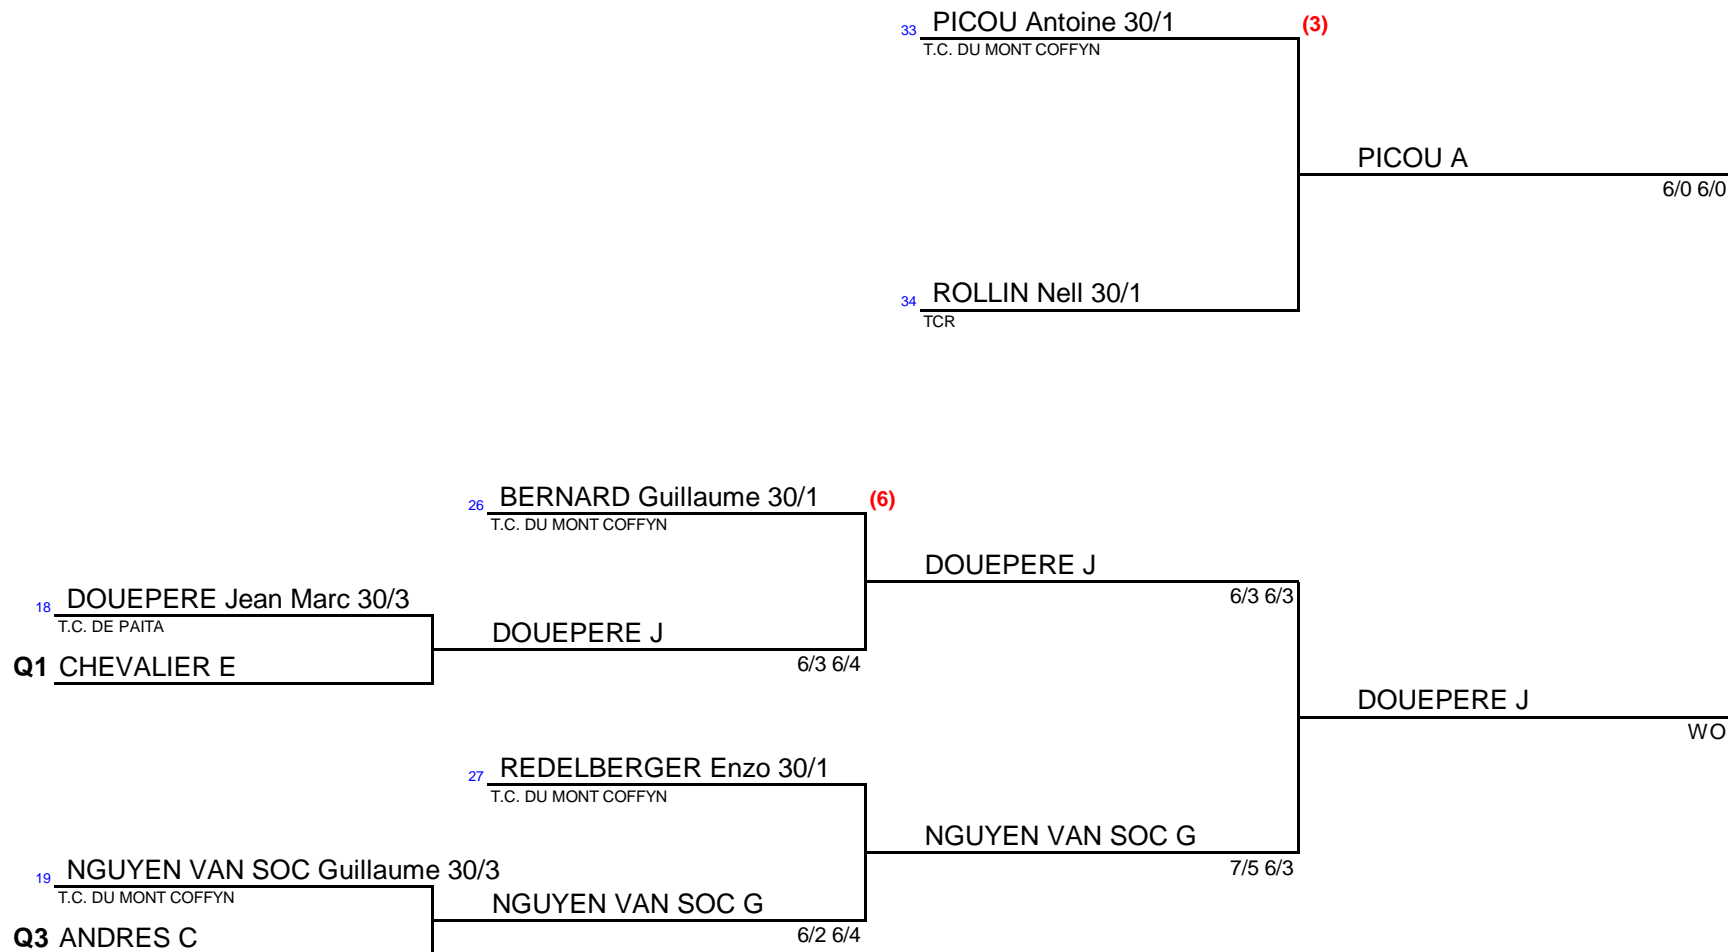 33 PICOU Antoine 30/1 (3)
T.C. DU MONT COFFYN
PICOU A
6/0 6/0
34 ROLLIN Nell 30/1
TCR
26 BERNARD Guillaume 30/1 (6)
T.C. DU MONT COFFYN
DOUEPERE J
6/3 6/3
18 DOUEPERE Jean Marc 30/3
T.C. DE PAITA
DOUEPERE J
6/3 6/4
Q1 CHEVALIER E
DOUEPERE J
WO
27 REDELBERGER Enzo 30/1
T.C. DU MONT COFFYN
NGUYEN VAN SOC G
7/5 6/3
19 NGUYEN VAN SOC Guillaume 30/3
T.C. DU MONT COFFYN
NGUYEN VAN SOC G
6/2 6/4
Q3 ANDRES C